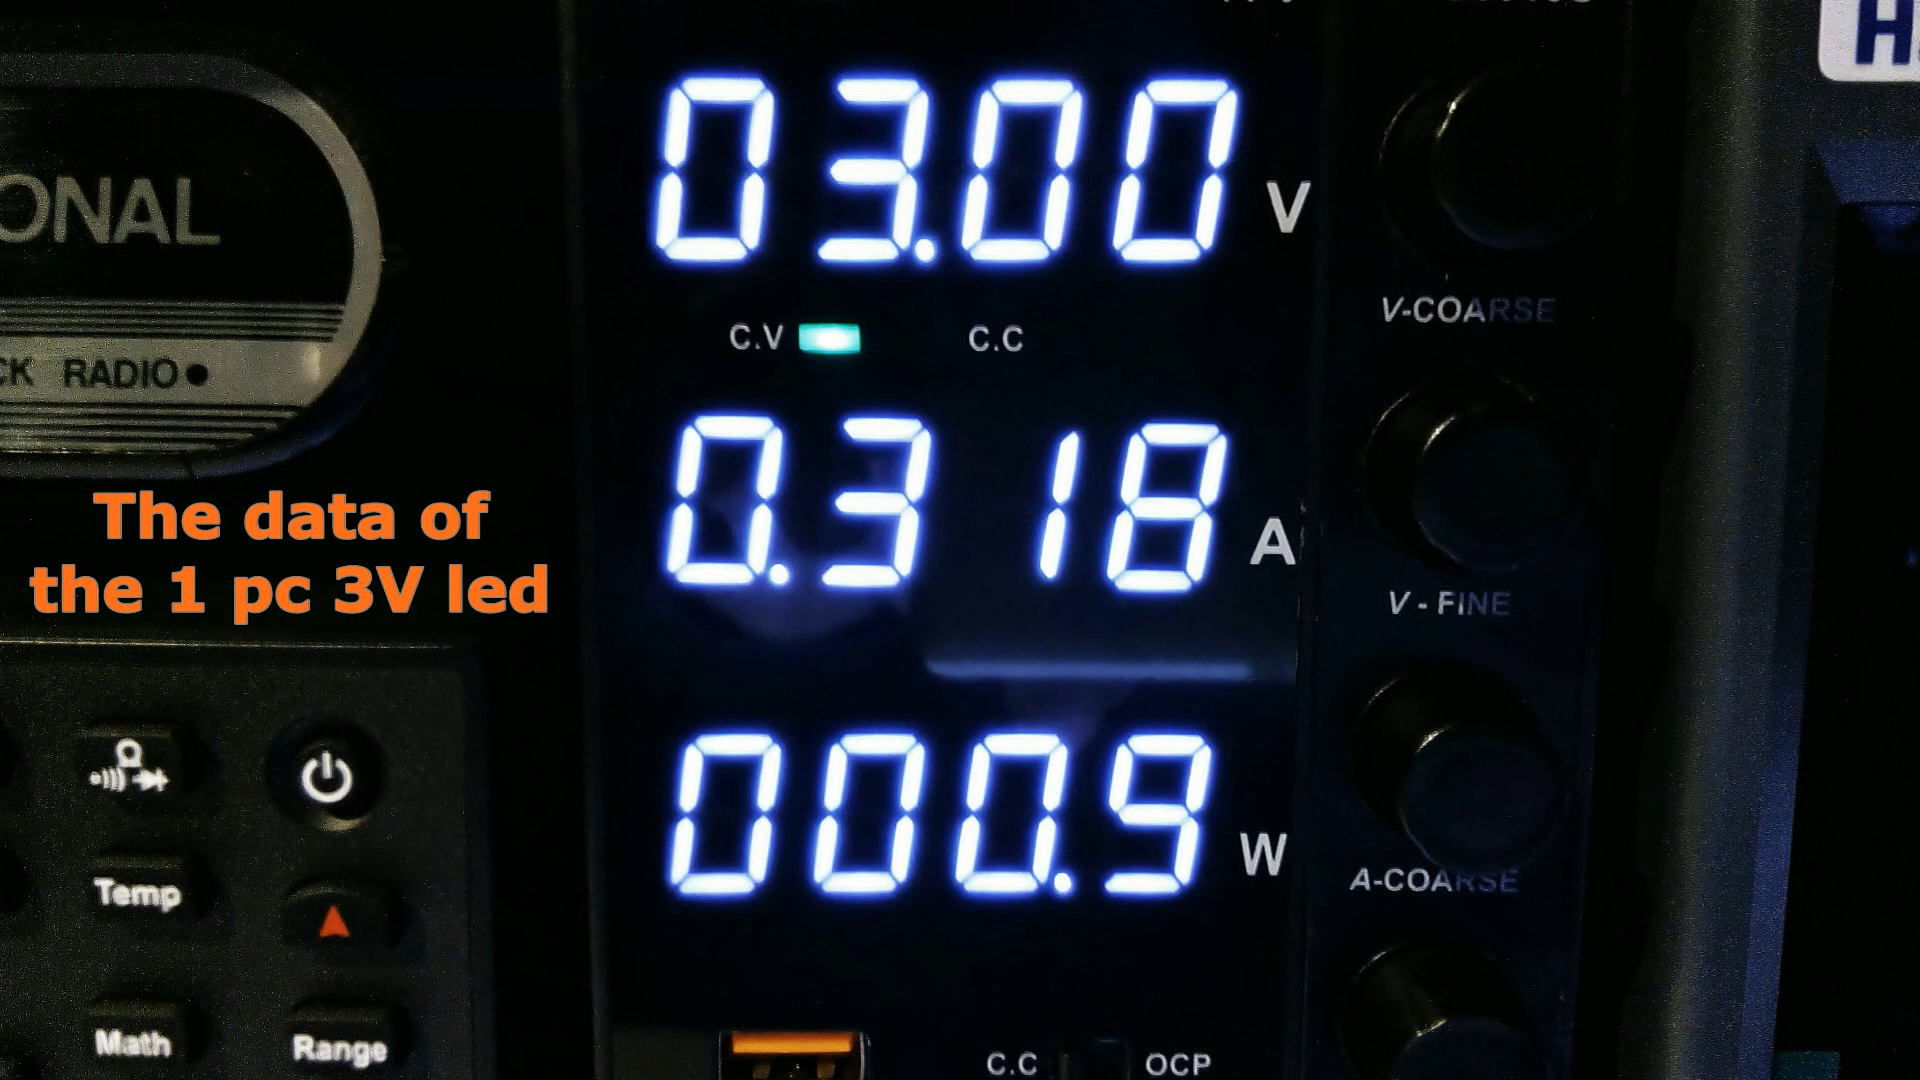 ONAL
CK RADIO
The data of
the 1 pc 3V led
Temp
Math
Range
03.00 V
C.V
C.C
0.318 A
000.9 W
C.C
OCP
V-COARSE
V - FINE
A-COARSE
H